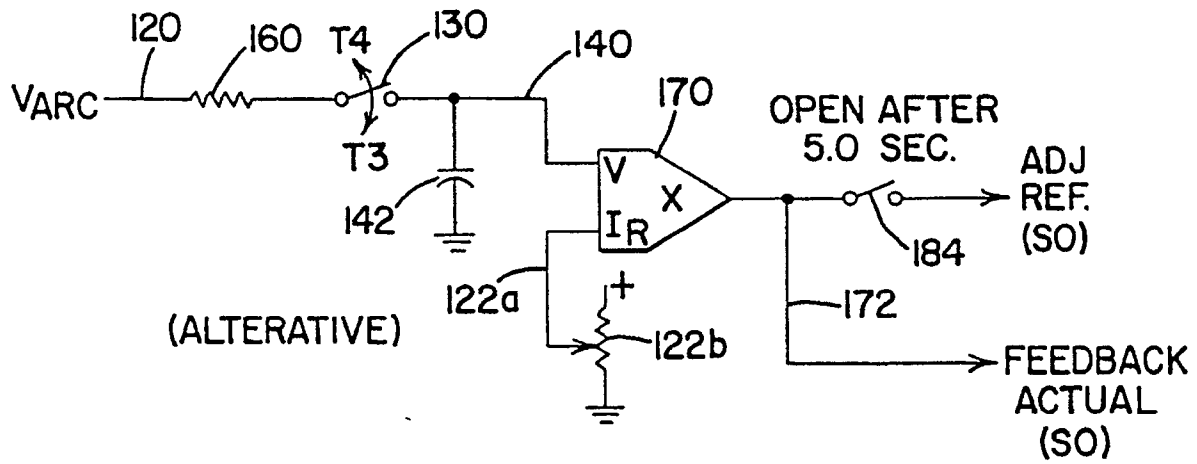 120
160
T4
130
140
VARC
T3
142
170
V
X
IR
OPEN AFTER
5.0 SEC.
ADJ
REF.
(SO)
184
122a
+
122b
172
(ALTERATIVE)
FEEDBACK
ACTUAL
(SO)